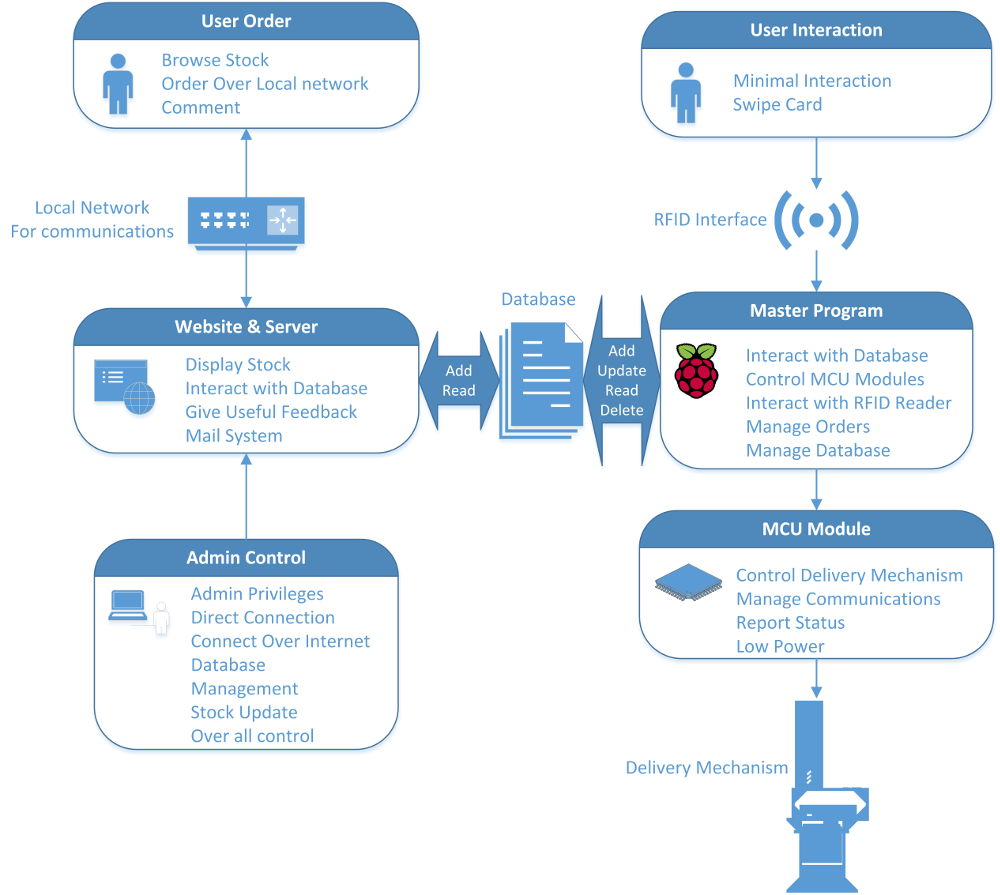 User Order
Browse Stock
Order Over Local network
Comment
User Interaction
Minimal Interaction
Swipe Card
Local Network
For communications
RFID Interface
Website & Server
Display Stock
Interact with Database
Give Useful Feedback
Mail System
Add
Read
Database
Add
Update
Read
Delete
Master Program
Interact with Database
Control MCU Modules
Interact with RFID Reader
Manage Orders
Manage Database
Admin Control
Admin Privileges
Direct Connection
Connect Over Internet
Database
Management
Stock Update
Over all control
MCU Module
Control Delivery Mechanism
Manage Communications
Report Status
Low Power
Delivery Mechanism